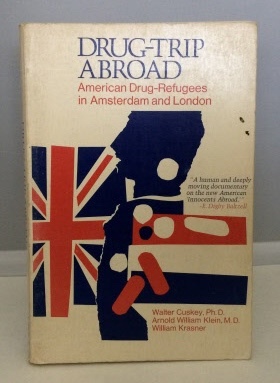 DRUG-TRIP
ABROAD
American Drug-Refugees
in Amsterdam and London
"A human and deeply
moving documentary
on the new American
'Innocents Abroad.'"
-E. Digby Baltzell
Walter Cuskey, Ph.D.
Arnold William Klein, M.D.
William Krasner